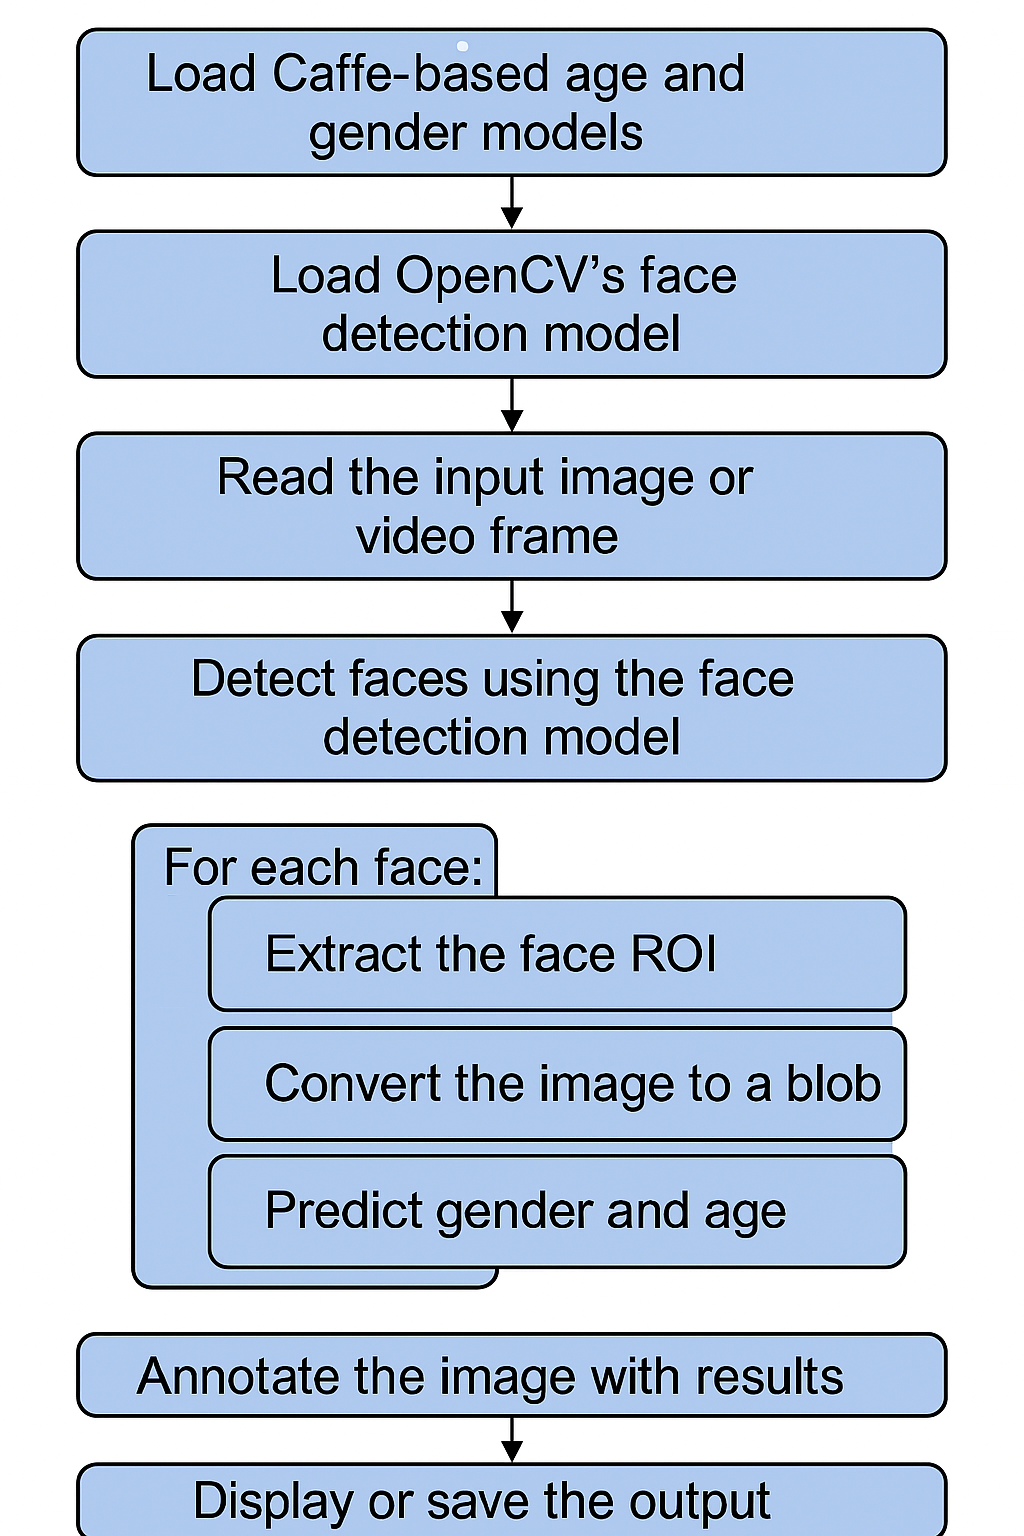 Load Caffe-based age and
gender models
Load OpenCV’s face
detection model
Read the input image or
video frame
Detect faces using the face
detection model
For each face:
Extract the face ROI
Convert the image to a blob
Predict gender and age
Annotate the image with results
Display or save the output